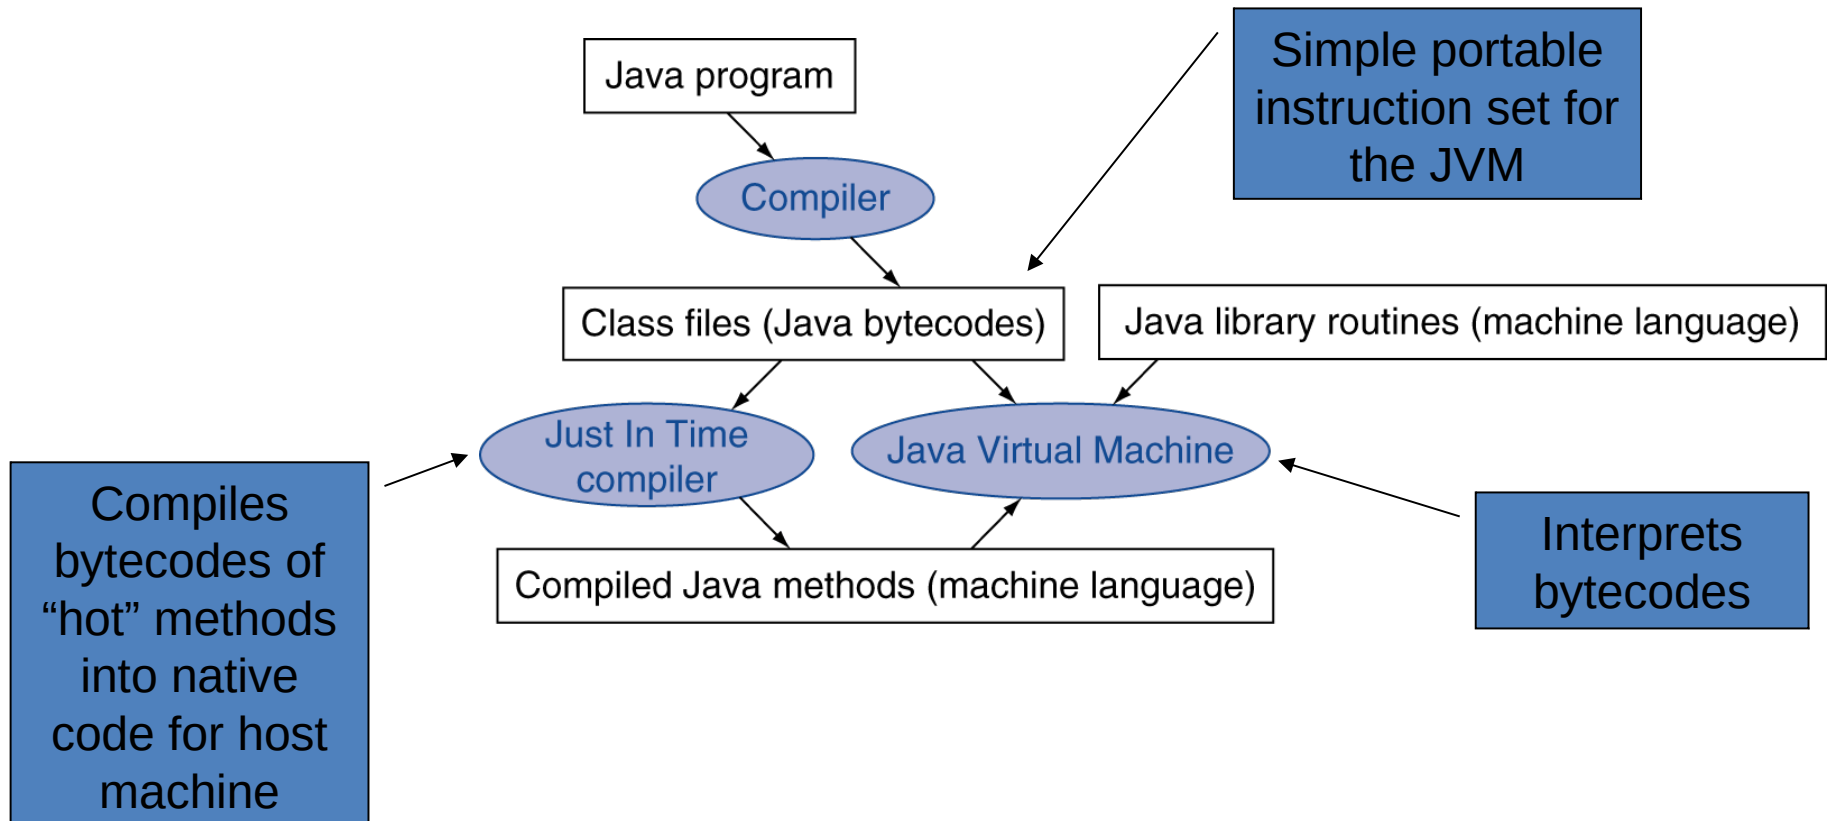 Java program
Simple portable
instruction set for
the JVM
Compiler
Class files (Java bytecodes)
Java library routines (machine language)
Just In Time
compiler
Java Virtual Machine
Compiles
bytecodes of
“hot” methods
into native
code for host
machine
Compiled Java methods (machine language)
Interprets
bytecodes